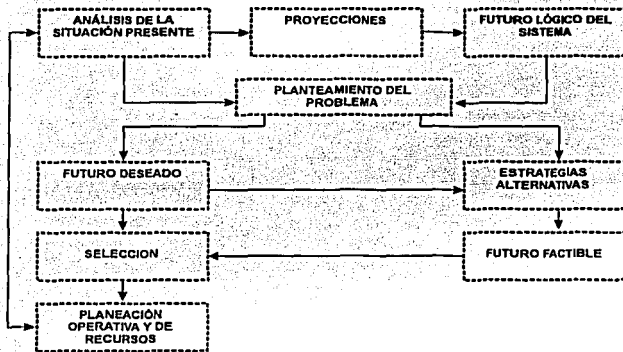 ANÁLISIS DE LA
SITUACIÓN PRESENTE
PROYECCIONES
FUTURO LÓGICO DEL
SISTEMA
PLANTEAMIENTO DEL
PROBLEMA
FUTURO DESEADO
ESTRATEGIAS
ALTERNATIVAS
SELECCION
FUTURO FACTIBLE
PLANEACIÓN
OPERATIVA Y DE
RECURSOS